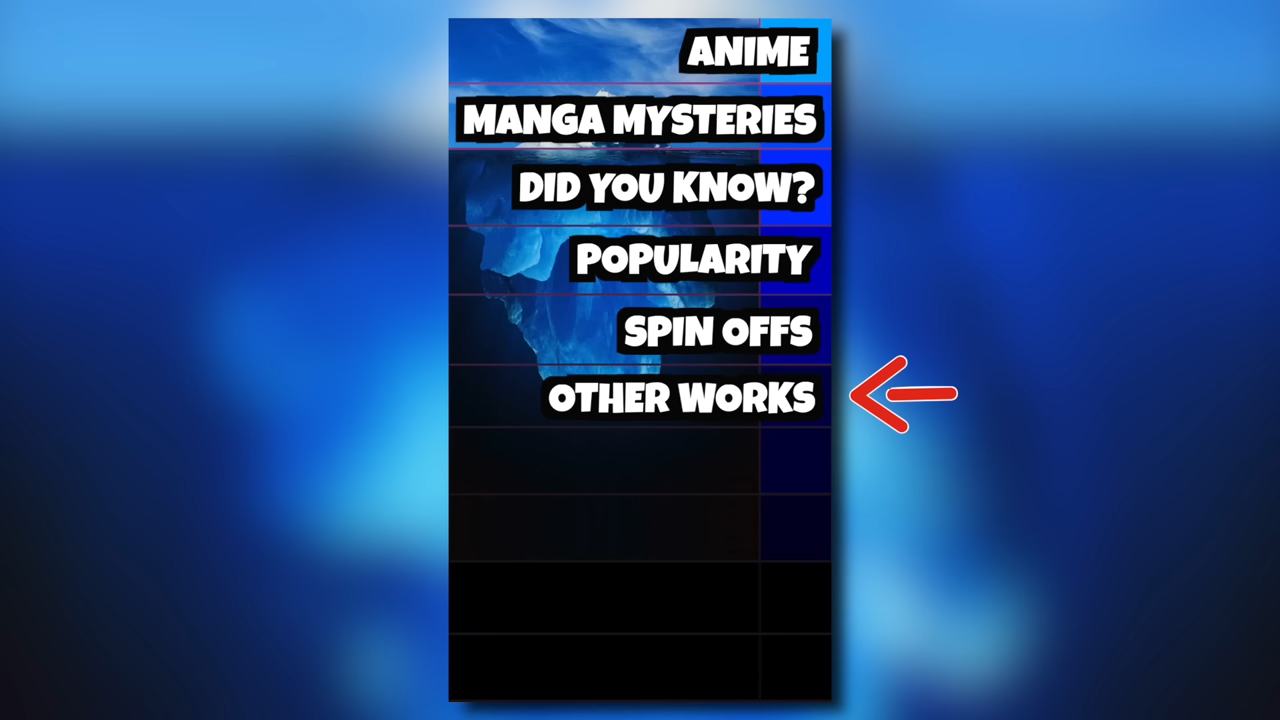 ANIME
MANGA MYSTERIES
DID YOU KNOW?
POPULARITY
SPIN OFFS
OTHER WORKS